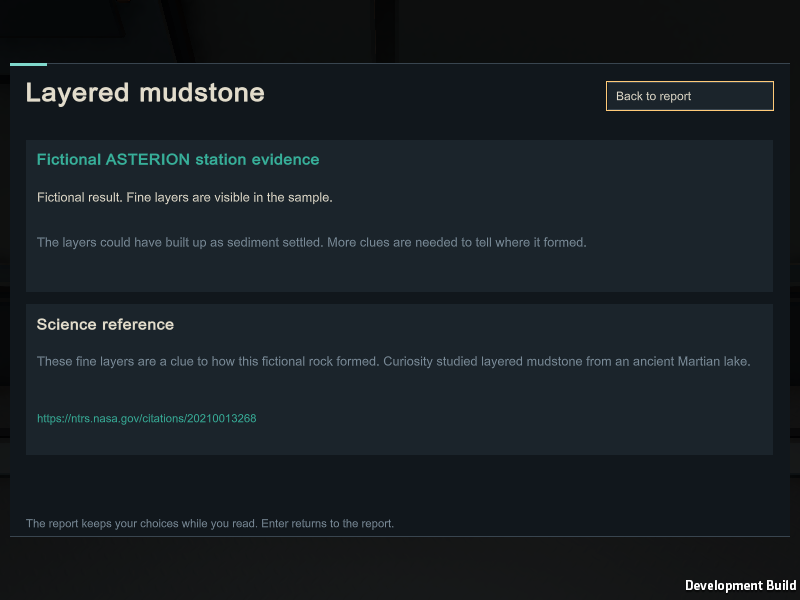 Layered mudstone
Back to report
Fictional ASTERION station evidence
Fictional result. Fine layers are visible in the sample.
The layers could have built up as sediment settled. More clues are needed to tell where it formed.
Science reference
These fine layers are a clue to how this fictional rock formed. Curiosity studied layered mudstone from an ancient Martian lake.
https://ntrs.nasa.gov/citations/20210013268
The report keeps your choices while you read. Enter returns to the report.
Development Build